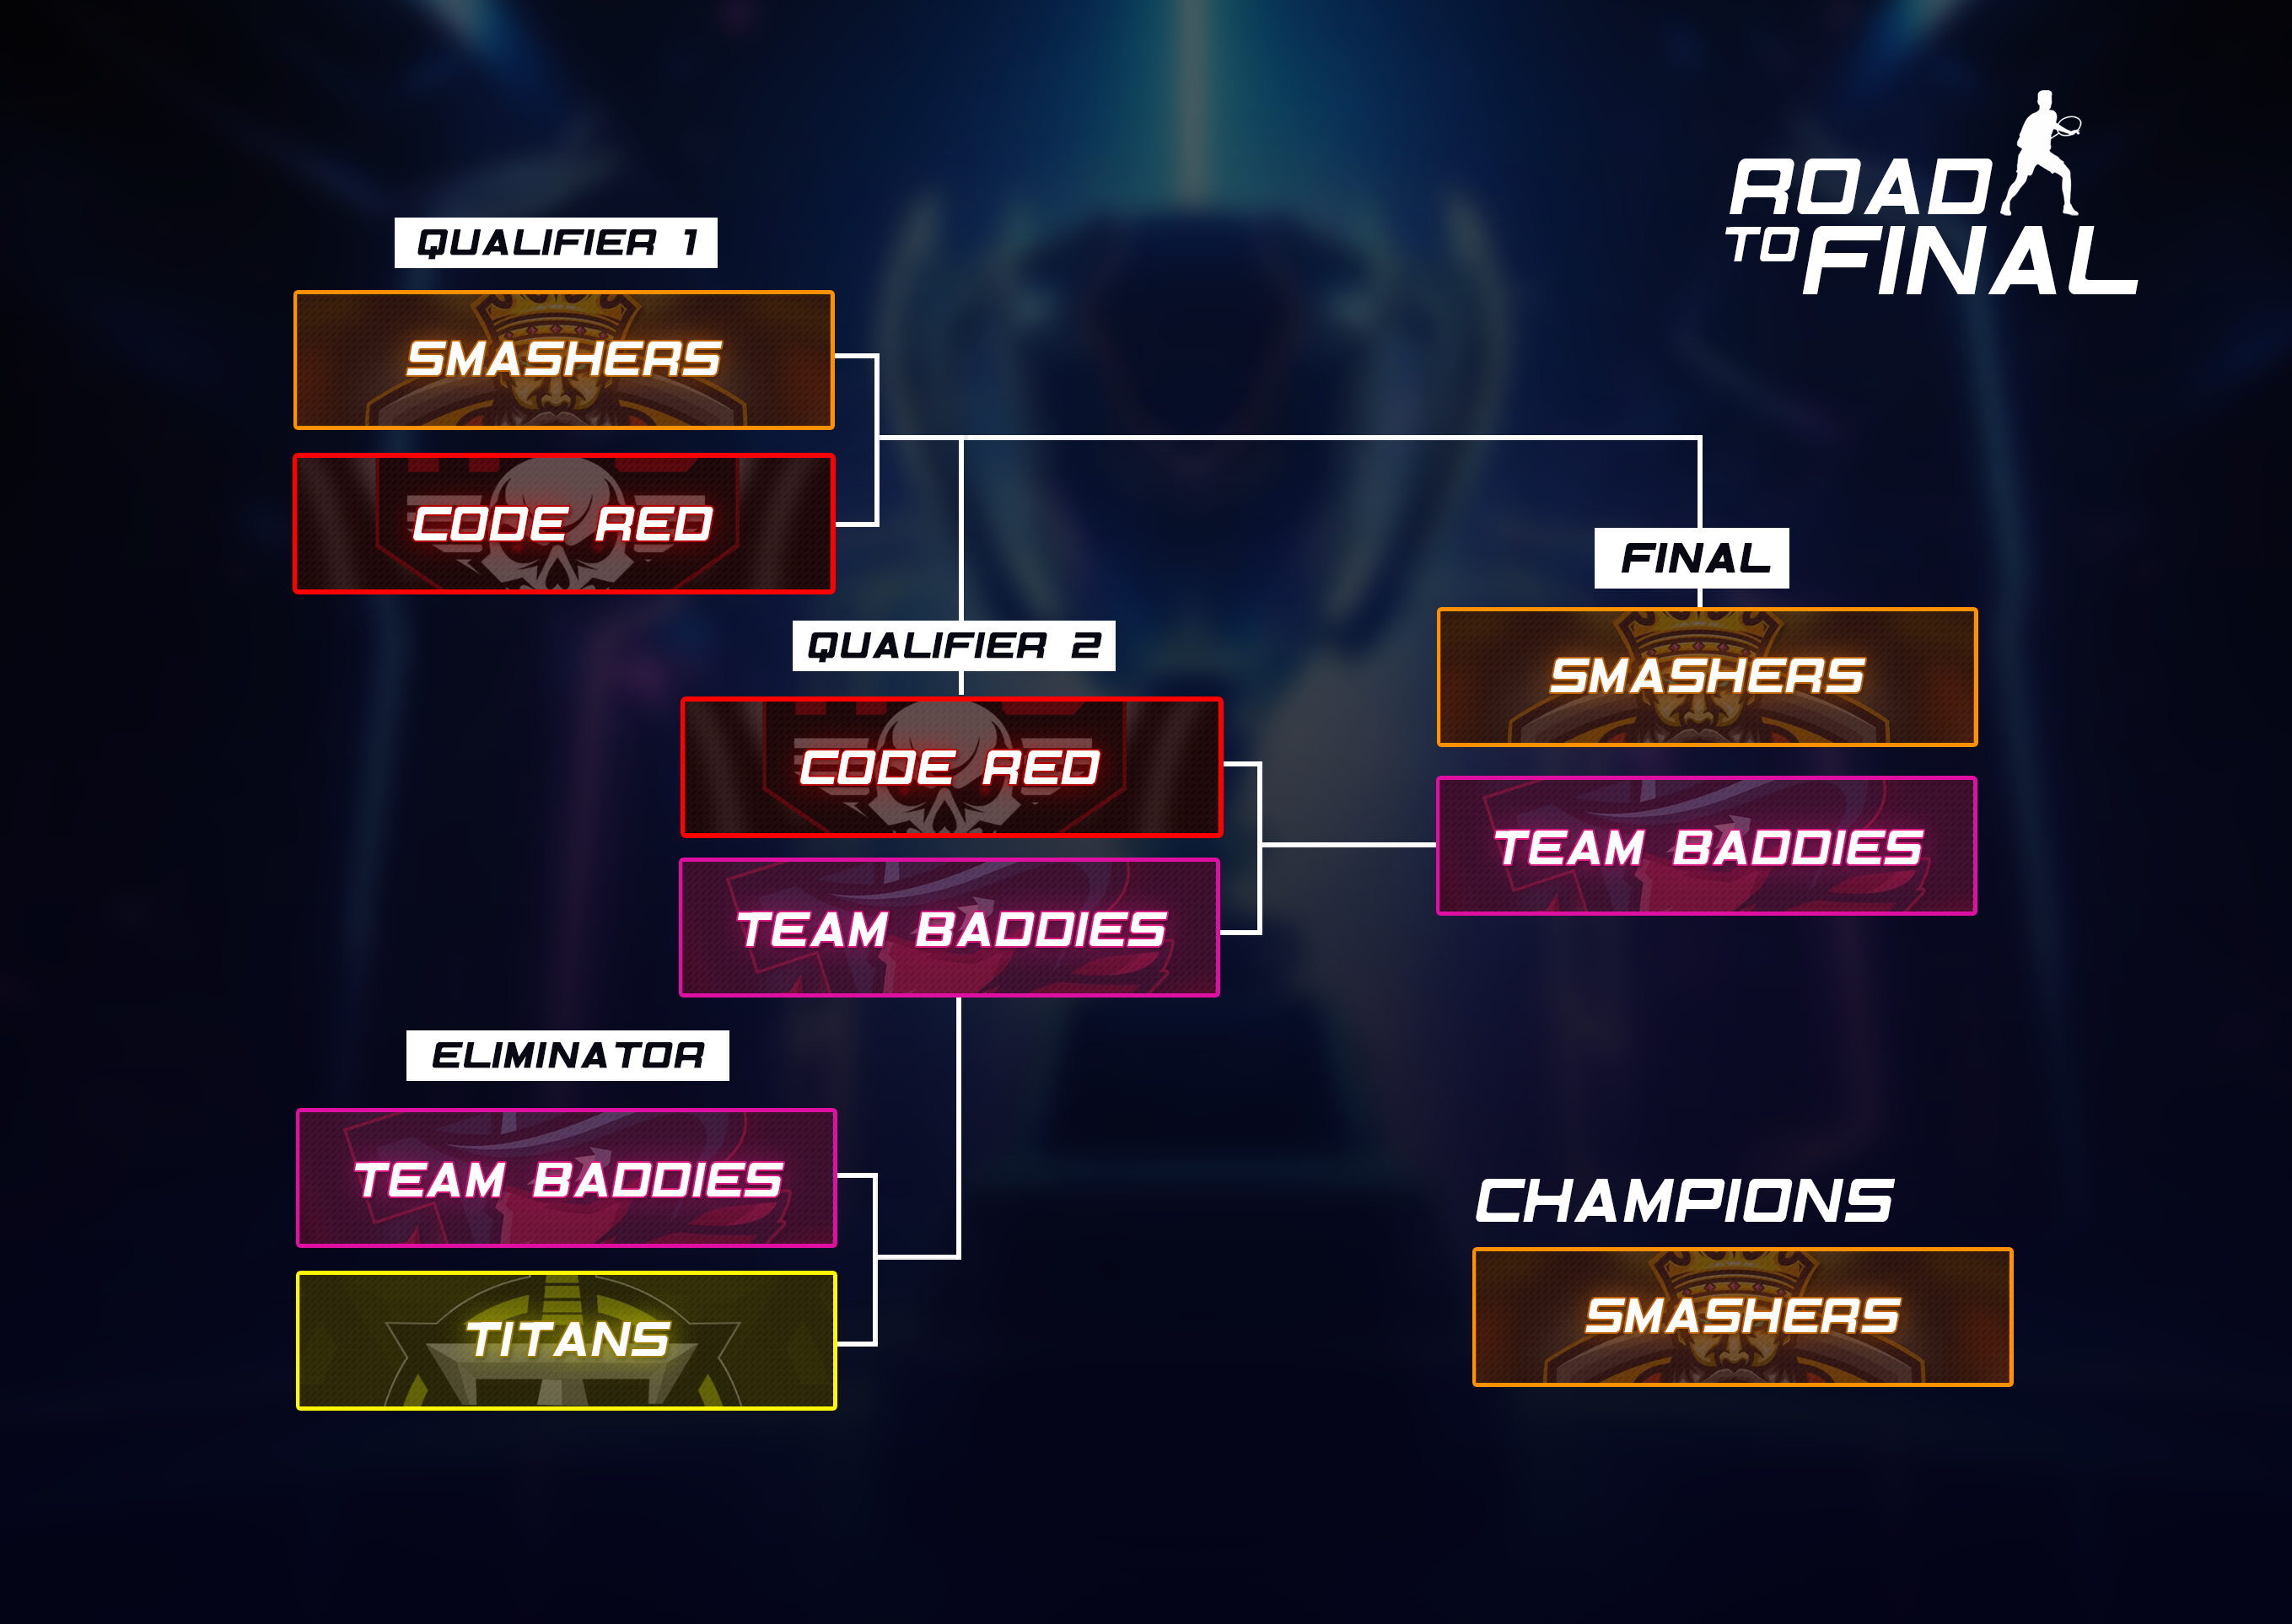 ROAD
TO FINAL
QUALIFIER 1
SMASHERS
CODE RED
QUALIFIER 2
CODE RED
TEAM BADDIES
ELIMINATOR
TEAM BADDIES
TITANS
FINAL
SMASHERS
TEAM BADDIES
CHAMPIONS
SMASHERS